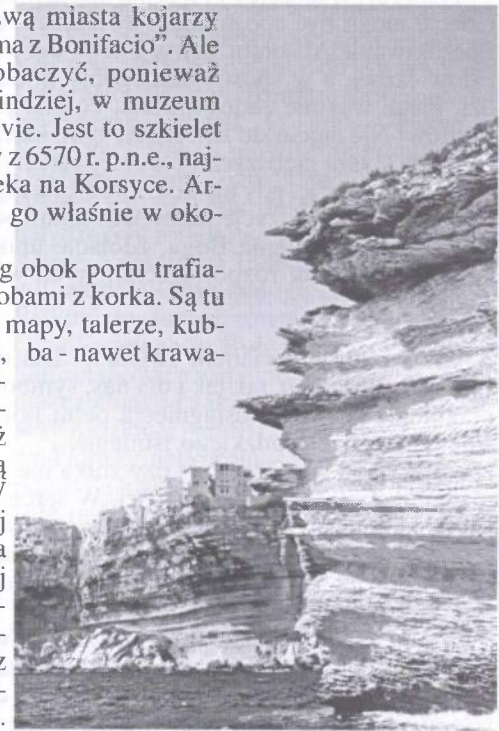 wą miasta kojarzy
ma z Bonifacio”. Ale
obaczyć, ponieważ
indziej, w muzeum
vie. Jest to szkielet
z 6570 r. p.n.e., naj-
eka na Korsyce. Ar-
go właśnie w oko-
g obok portu trafia-
obami z korka. Są tu
mapy, talerze, kub-
, ba - nawet krawa-
-
-
ż
ą
y
j
a
j
-
-
z
-
.